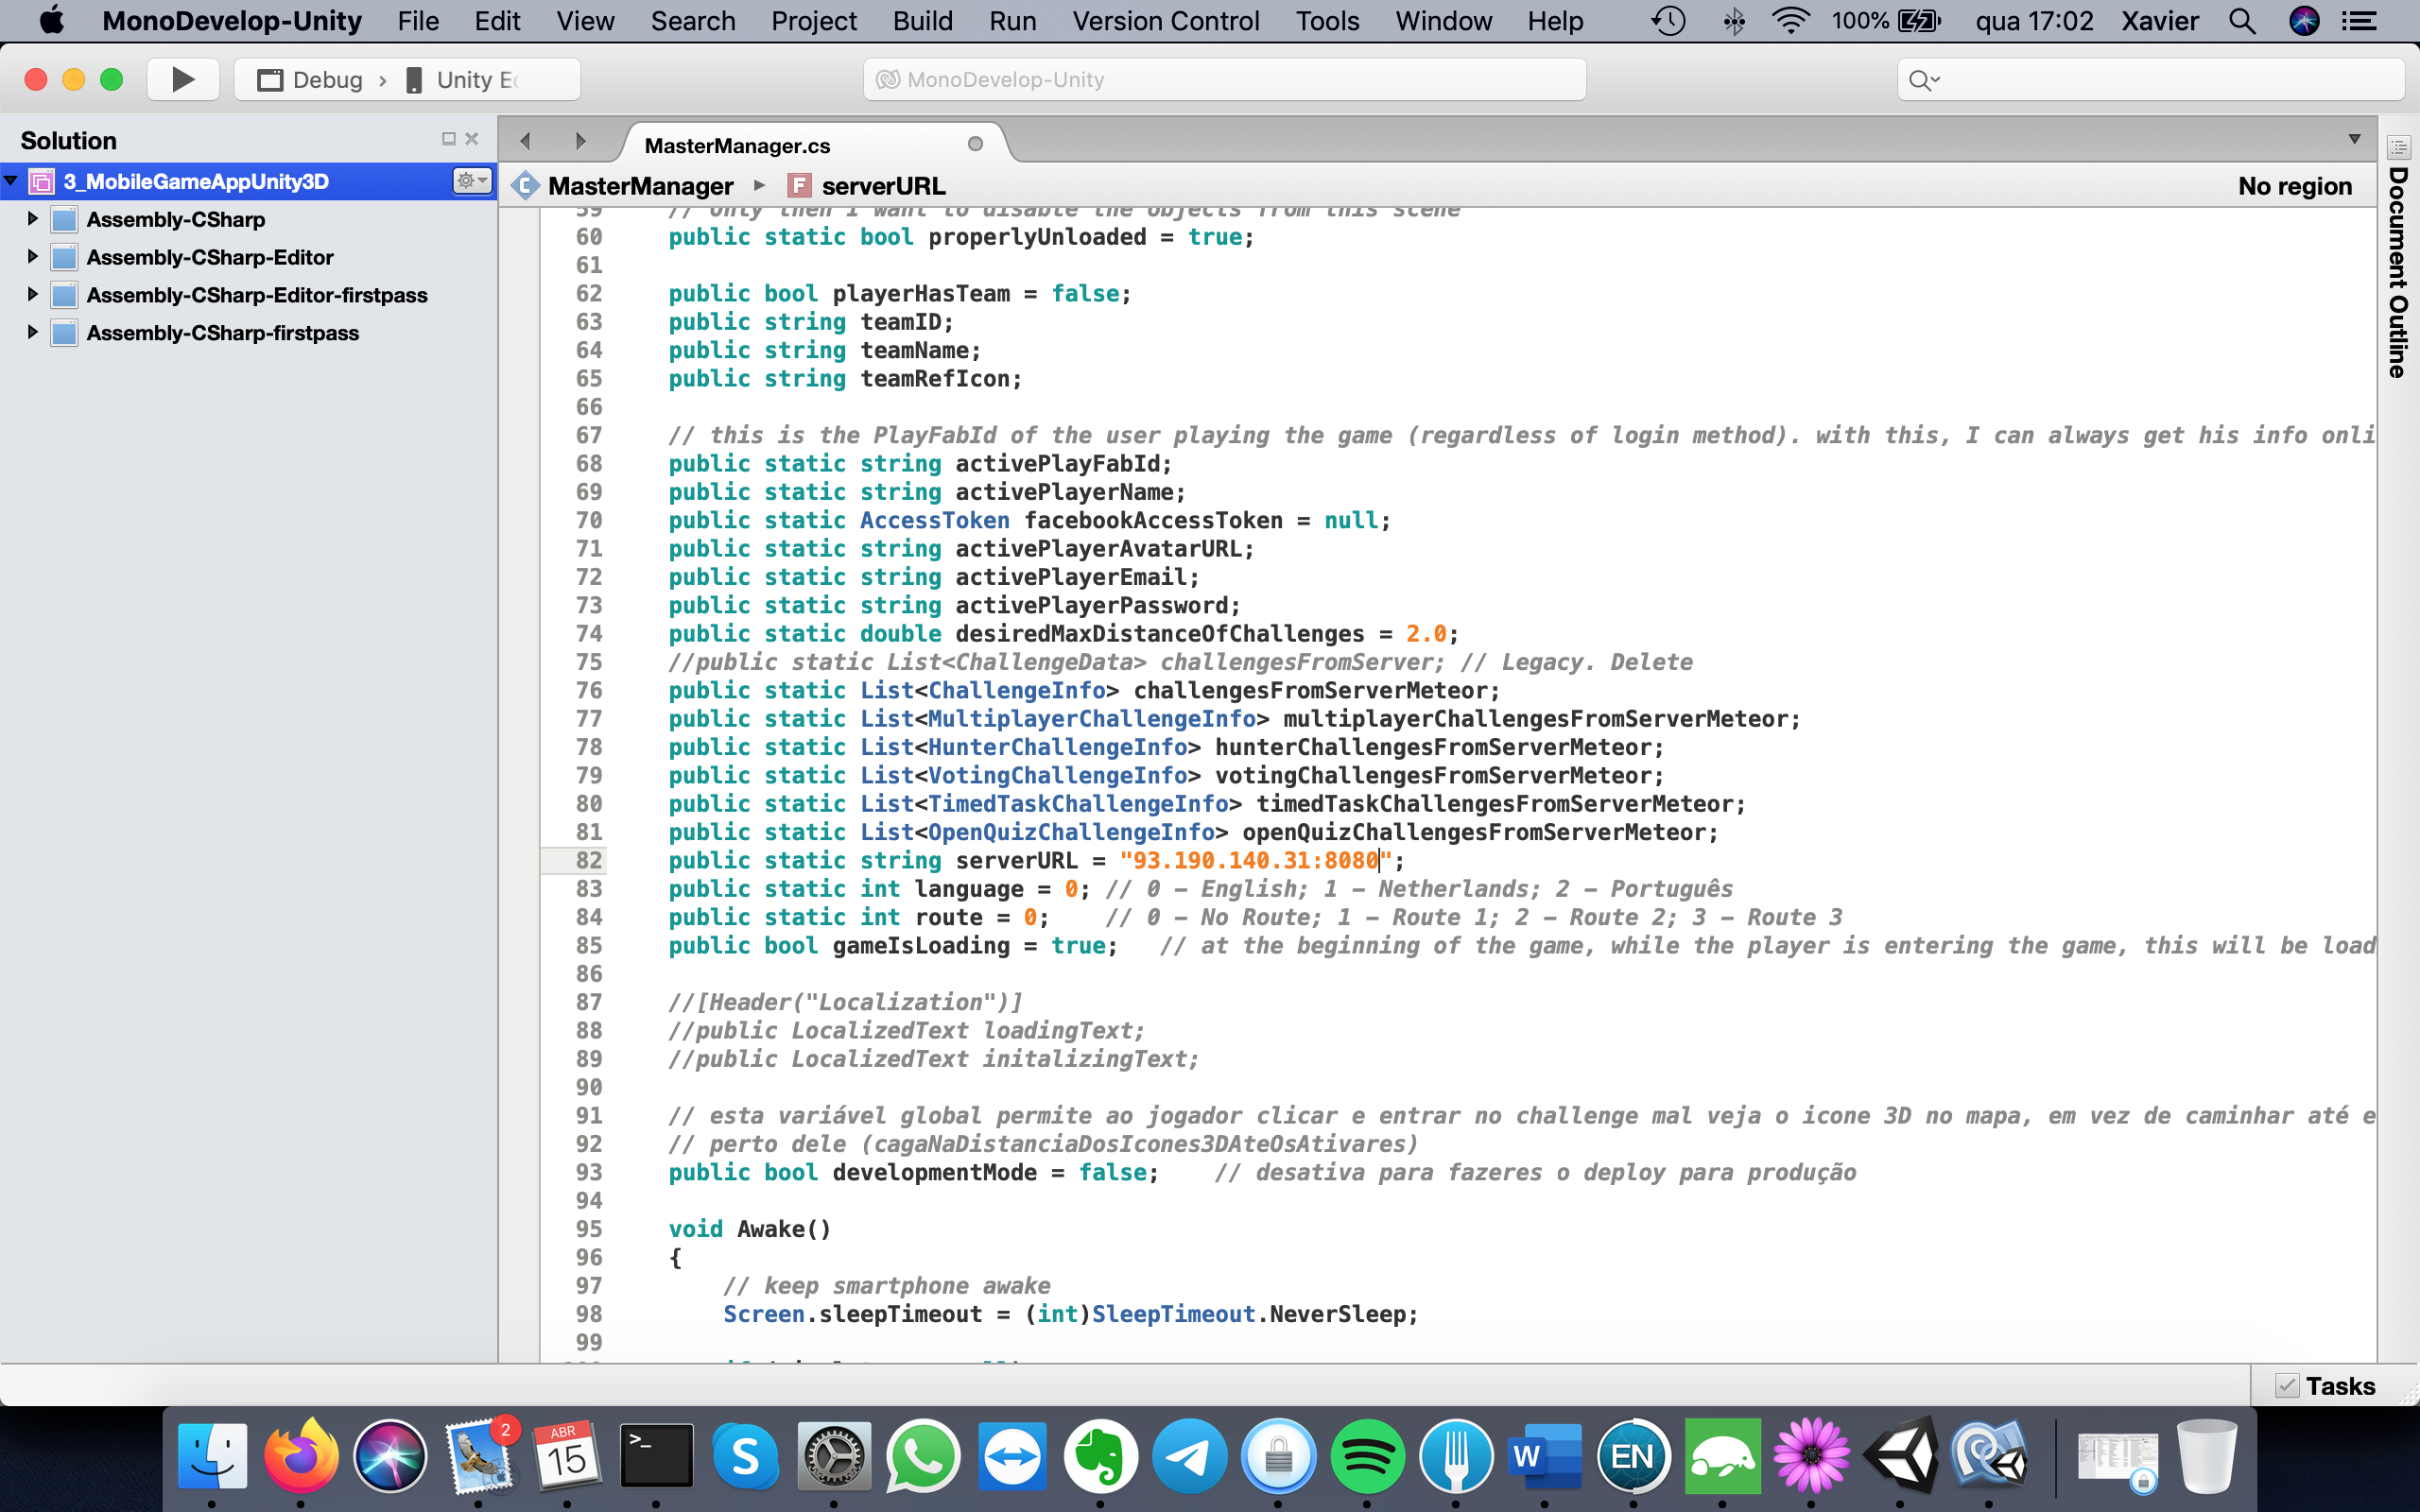 MonoDevelop-Unity File Edit View Search Project Build Run Version Control Tools Window Help 100% qua 17:02 Xavier
Debug › Unity E
MonoDevelop-Unity
Solution
MasterManager.cs
3_MobileGameAppUnity3D
MasterManager serverURL No region
Assembly-CSharp
Assembly-CSharp-Editor
Assembly-CSharp-Editor-firstpass
Assembly-CSharp-firstpass
Document Outline
59 // Only then I want to disable the objects from this scene
60 public static bool properlyUnloaded = true;
61
62 public bool playerHasTeam = false;
63 public string teamID;
64 public string teamName;
65 public string teamRefIcon;
66
67 // this is the PlayFabId of the user playing the game (regardless of login method). with this, I can always get his info onli
68 public static string activePlayFabId;
69 public static string activePlayerName;
70 public static AccessToken facebookAccessToken = null;
71 public static string activePlayerAvatarURL;
72 public static string activePlayerEmail;
73 public static string activePlayerPassword;
74 public static double desiredMaxDistanceOfChallenges = 2.0;
75 //public static List<ChallengeData> challengesFromServer; // Legacy. Delete
76 public static List<ChallengeInfo> challengesFromServerMeteor;
77 public static List<MultiplayerChallengeInfo> multiplayerChallengesFromServerMeteor;
78 public static List<HunterChallengeInfo> hunterChallengesFromServerMeteor;
79 public static List<VotingChallengeInfo> votingChallengesFromServerMeteor;
80 public static List<TimedTaskChallengeInfo> timedTaskChallengesFromServerMeteor;
81 public static List<OpenQuizChallengeInfo> openQuizChallengesFromServerMeteor;
82 public static string serverURL = "93.190.140.31:8080";
83 public static int language = 0; // 0 – English; 1 – Netherlands; 2 – Português
84 public static int route = 0; // 0 – No Route; 1 – Route 1; 2 – Route 2; 3 – Route 3
85 public bool gameIsLoading = true; // at the beginning of the game, while the player is entering the game, this will be load
86
87 //[Header("Localization")]
88 //public LocalizedText loadingText;
89 //public LocalizedText initalizingText;
90
91 // esta variável global permite ao jogador clicar e entrar no challenge mal veja o icone 3D no mapa, em vez de caminhar até e
92 // perto dele (cagaNaDistanciaDosIcones3DAteOsAtivares)
93 public bool developmentMode = false; // desativa para fazeres o deploy para produção
94
95 void Awake()
96 {
97 // keep smartphone awake
98 Screen.sleepTimeout = (int)SleepTimeout.NeverSleep;
99
Tasks
2
ABR
15
EN
W